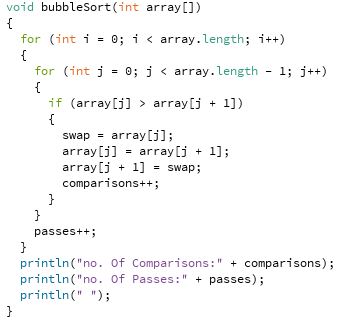 void bubbleSort(int array[])
{
  for (int i = 0; i < array.length; i++)
  {
    for (int j = 0; j < array.length - 1; j++)
    {
      if (array[j] > array[j + 1])
      {
        swap = array[j];
        array[j] = array[j + 1];
        array[j + 1] = swap;
        comparisons++;
      }
    }
    passes++;
  }
  println("no. Of Comparisons:" + comparisons);
  println("no. Of Passes:" + passes);
  println(" ");
}